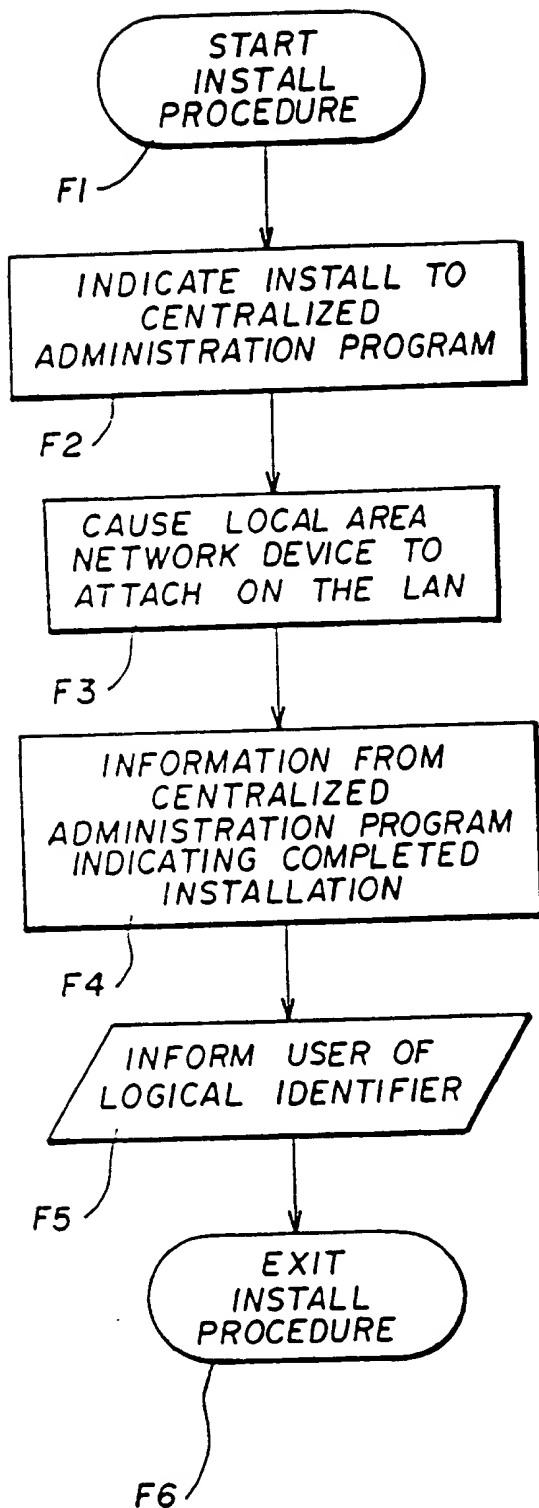 START
INSTALL
PROCEDURE
F1
INDICATE INSTALL TO
CENTRALIZED
ADMINISTRATION PROGRAM
F2
CAUSE LOCAL AREA
NETWORK DEVICE TO
ATTACH ON THE LAN
F3
INFORMATION FROM
CENTRALIZED
ADMINISTRATION PROGRAM
INDICATING COMPLETED
INSTALLATION
F4
INFORM USER OF
LOGICAL IDENTIFIER
F5
EXIT
INSTALL
PROCEDURE
F6